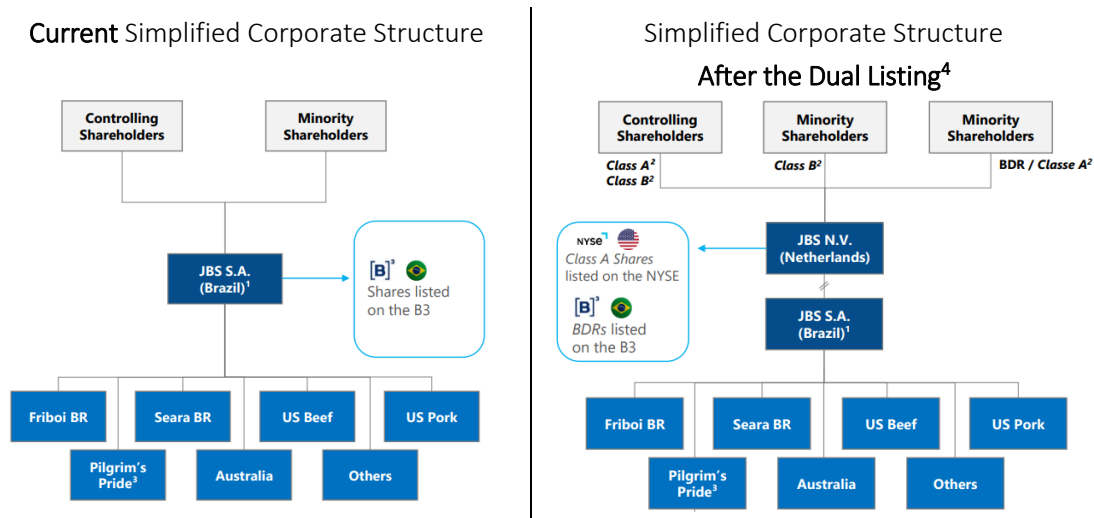 Current Simplified Corporate Structure
Controlling
Shareholders
Minority
Shareholders
JBS S.A.
(Brazil)¹
[B]³
Shares listed
on the B3
Friboi BR
Seara BR
US Beef
US Pork
Pilgrim's
Pride³
Australia
Others
Simplified Corporate Structure
After the Dual Listing⁴
Controlling
Shareholders
Minority
Shareholders
Minority
Shareholders
Class A²
Class B²
Class B²
BDR / Classe A²
NYSE
Class A Shares
listed on the NYSE
[B]³
BDRs listed
on the B3
JBS N.V.
(Netherlands)
JBS S.A.
(Brazil)¹
Friboi BR
Seara BR
US Beef
US Pork
Pilgrim's
Pride³
Australia
Others